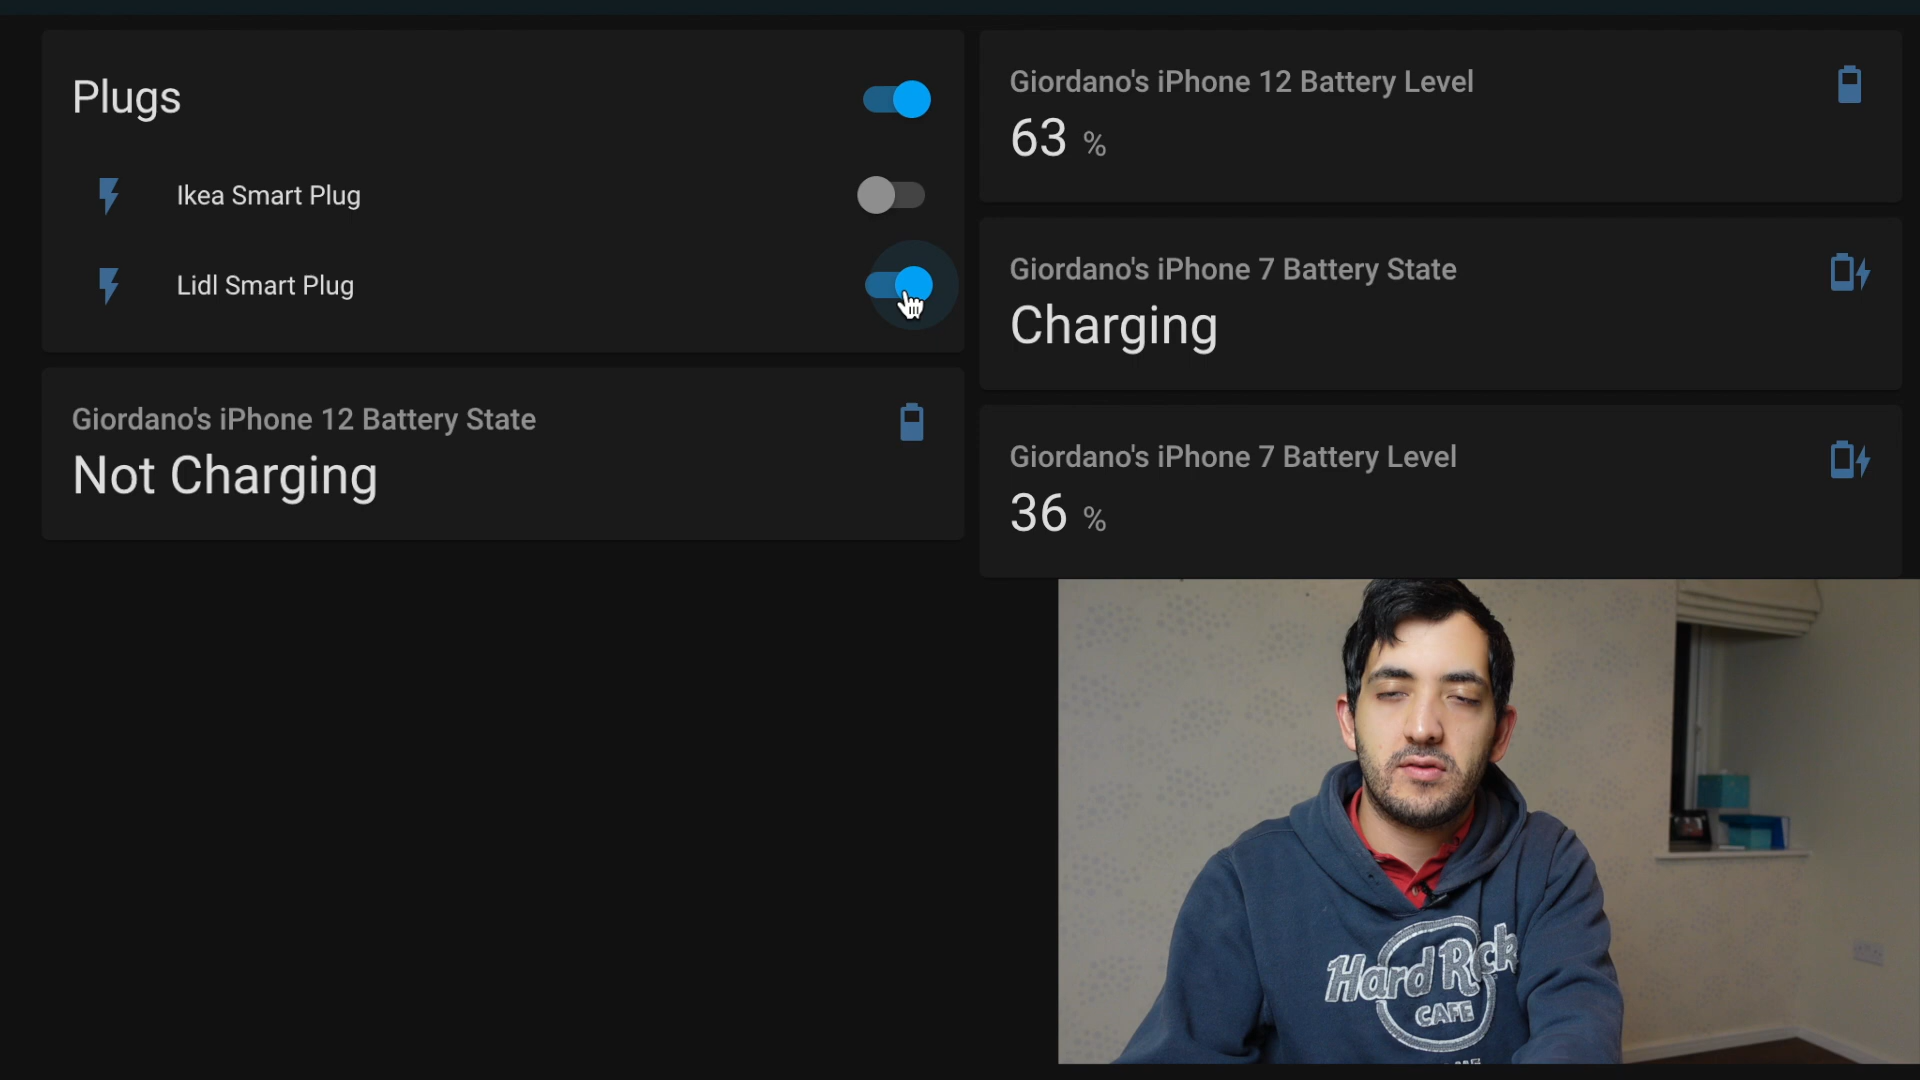 Plugs
Ikea Smart Plug
Lidl Smart Plug
Giordano's iPhone 12 Battery State
Not Charging
Giordano's iPhone 12 Battery Level
63 %
Giordano's iPhone 7 Battery State
Charging
Giordano's iPhone 7 Battery Level
36 %
Hard Rock
CAFE